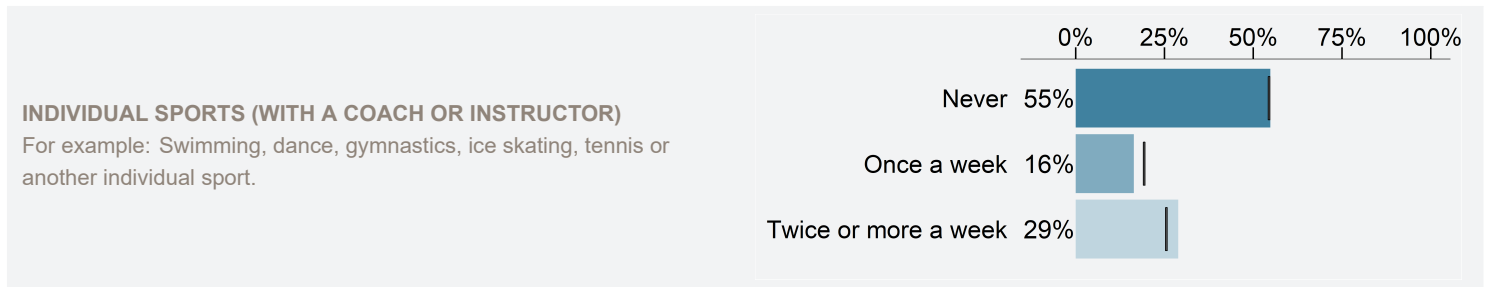 INDIVIDUAL SPORTS (WITH A COACH OR INSTRUCTOR)
For example: Swimming, dance, gymnastics, ice skating, tennis or
another individual sport.
0% 25% 50% 75% 100%
Never 55%
Once a week 16%
Twice or more a week 29%